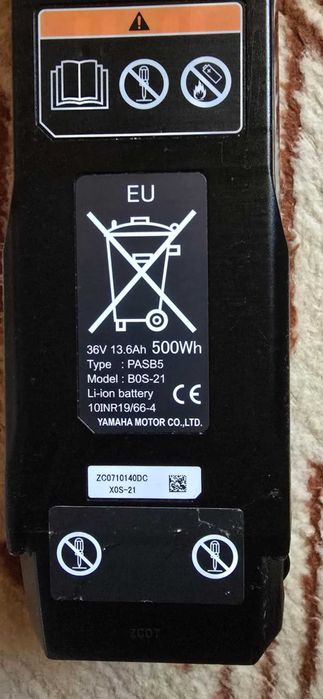 EU
36V 13.6Ah 500Wh
Type : PASB5
Model : B0S-21
Li-ion battery
CE
10INR19/66-4
YAMAHA MOTOR CO.,LTD.
ZC0710140DC
X0S-21
ZCOT